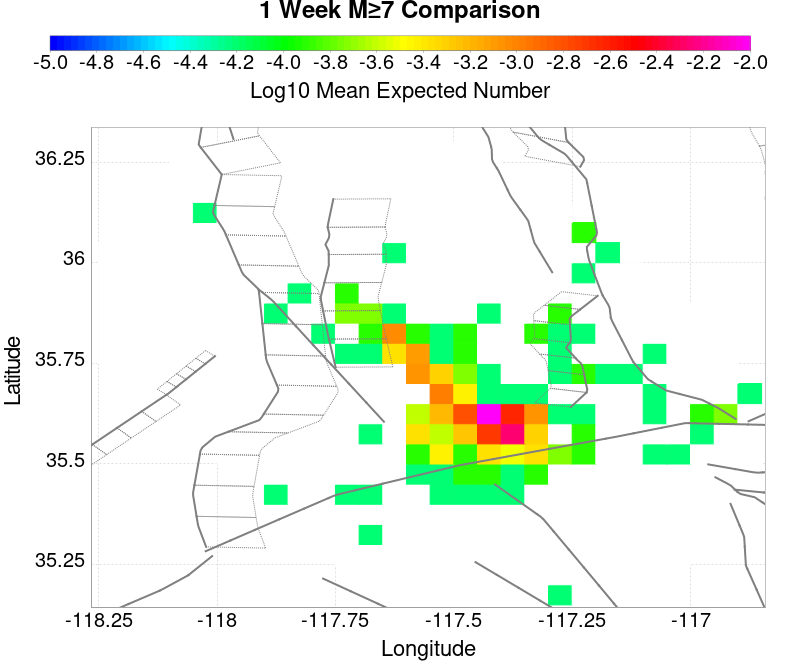 1 Week M≥7 Comparison
-5.0 -4.8 -4.6 -4.4 -4.2 -4.0 -3.8 -3.6 -3.4 -3.2 -3.0 -2.8 -2.6 -2.4 -2.2 -2.0
Log10 Mean Expected Number
36.25
36
35.75
35.5
35.25
Latitude
-118.25 -118 -117.75 -117.5 -117.25 -117
Longitude